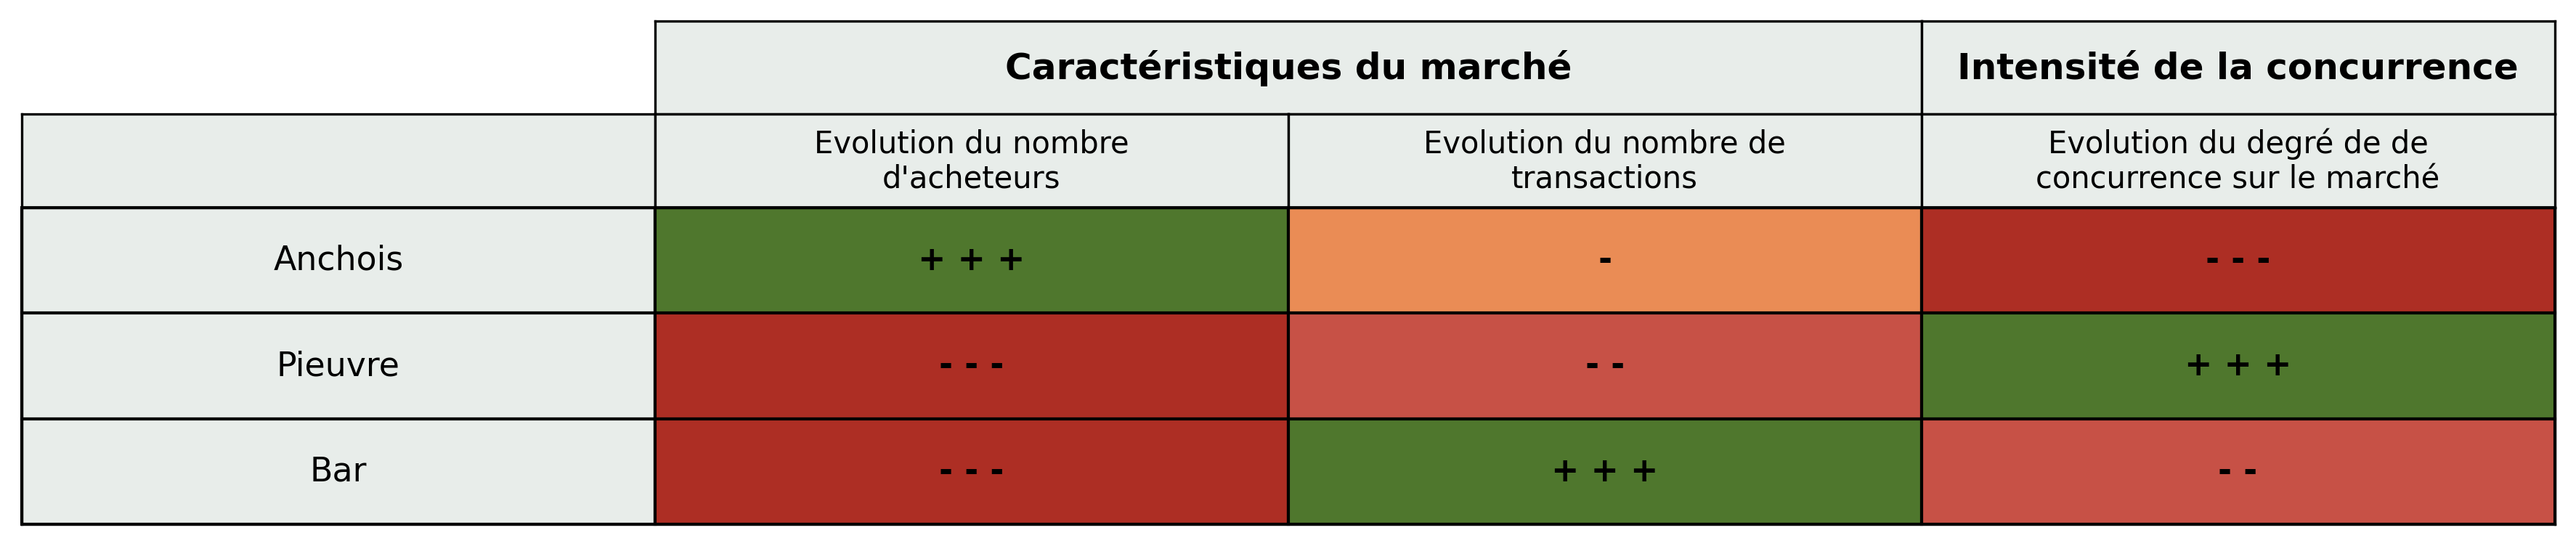 Caractéristiques du marché
Intensité de la concurrence
Evolution du nombre
d'acheteurs
Evolution du nombre de
transactions
Evolution du degré de de
concurrence sur le marché
Anchois
+ + +
-
- - -
Pieuvre
- - -
- -
+ + +
Bar
- - -
+ + +
- -